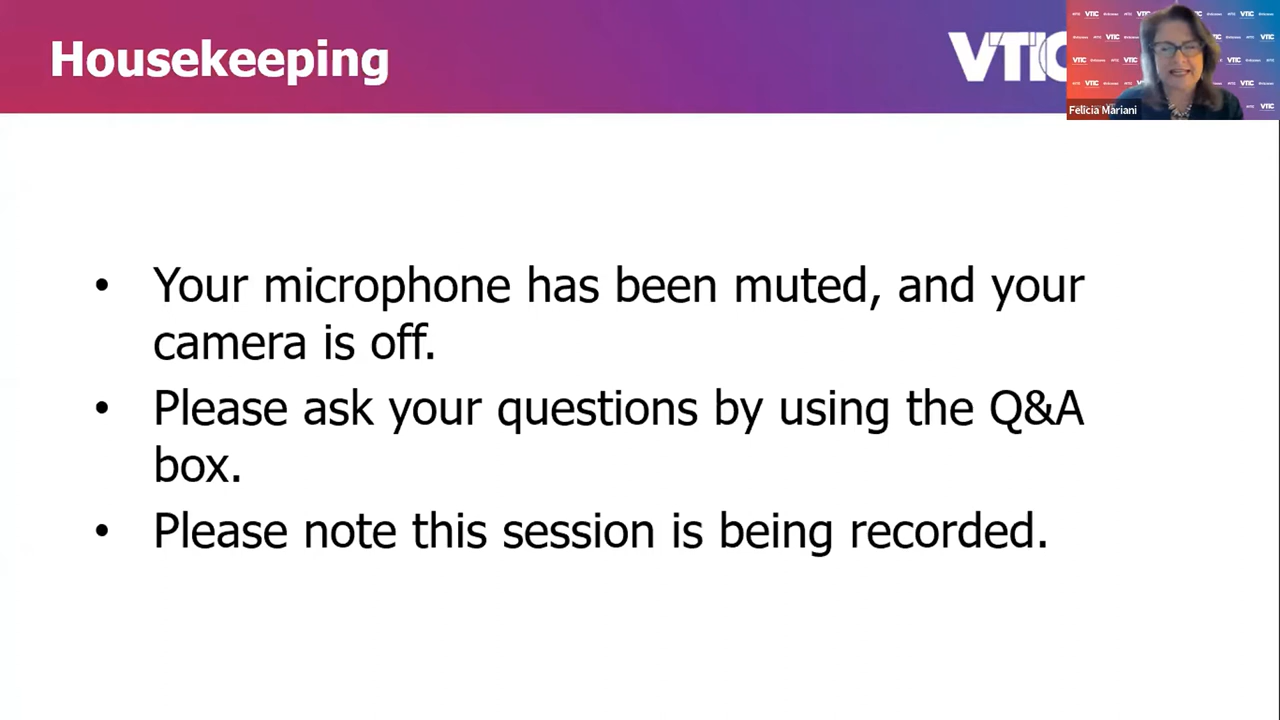 Housekeeping
VTIC
Felicia Mariani
• Your microphone has been muted, and your
camera is off.
• Please ask your questions by using the Q&A
box.
• Please note this session is being recorded.